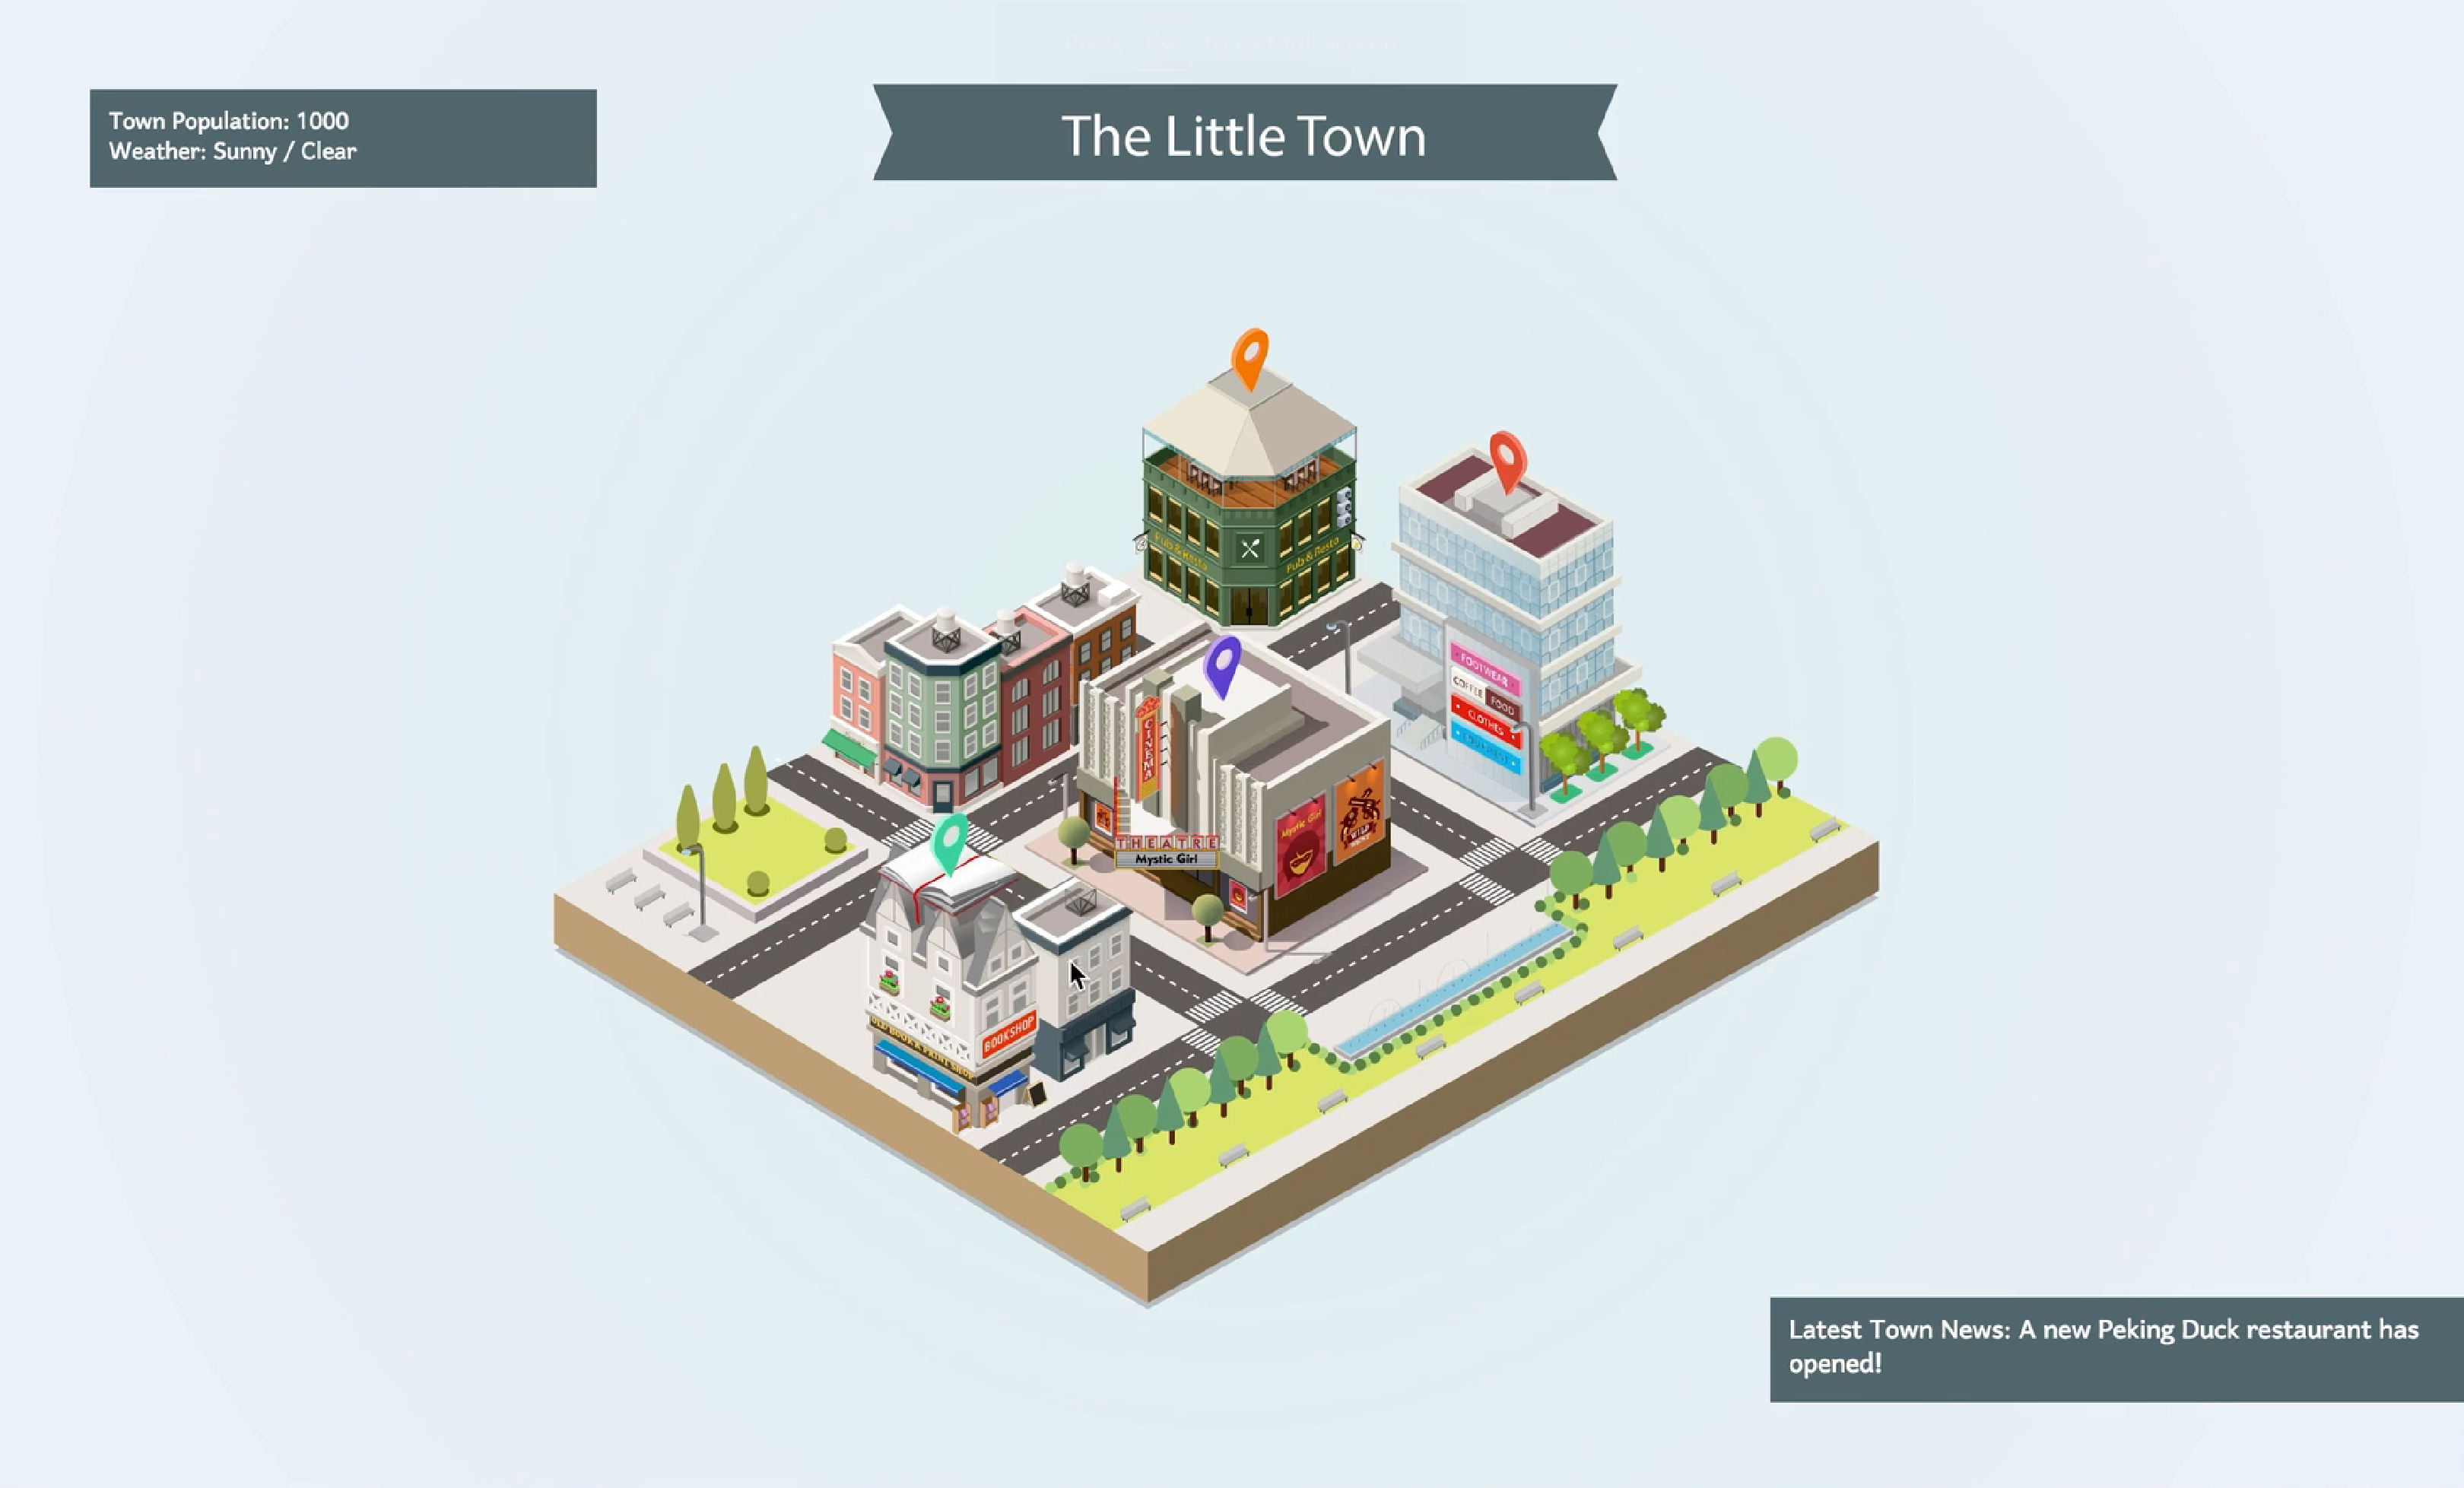 Press Esc to exit full screen
Town Population: 1000
Weather: Sunny / Clear
The Little Town
Pub & Resto
Pub & Resto
FOOTWEAR
COFFEE
FOOD
CLOTHES
CINEMA
Mystic Girl
WILD
THEATRE
Mystic Girl
BOOKSHOP
OLD BOOK & PRINT SHOP
Latest Town News: A new Peking Duck restaurant has
opened!